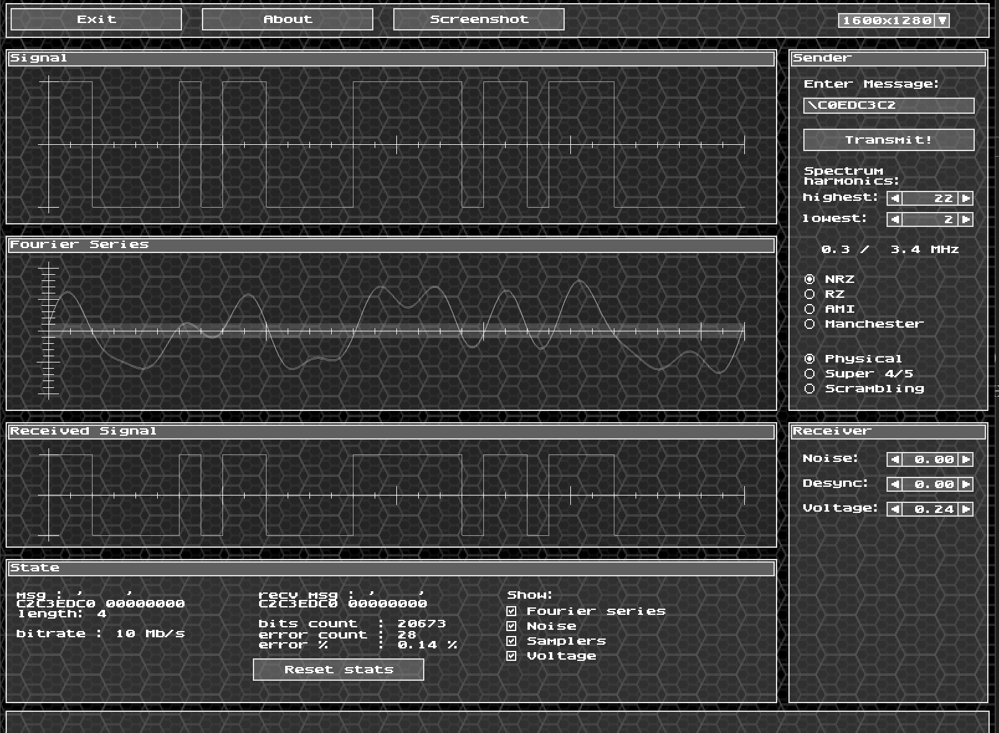 Exit About Screenshot 1600x1280
Signal
Sender
Enter Message:
\C0EDC3C2
Transmit!
Spectrum
harmonics:
highest: 22
lowest: 2
0.3 / 3.4 MHz
NRZ
RZ
AMI
Manchester
Physical
Super 4/5
Scrambling
Fourier Series
Received Signal
Receiver
Noise: 0.00
Desync: 0.00
Voltage: 0.24
State
msg : ' '
C2C3EDC0 00000000
length: 4
bitrate : 10 Mb/s
recv msg : ' '
C2C3EDC0 00000000
bits count : 20673
error count : 28
error % : 0.14 %
Reset stats
Show:
Fourier series
Noise
Samplers
Voltage